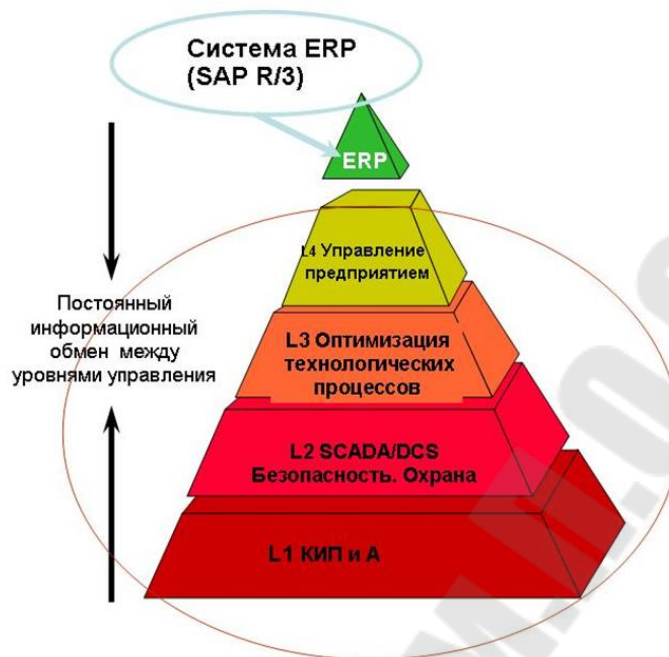 Система ERP
(SAP R/3)
ERP
L4 Управление
предприятием
Постоянный
информационный
обмен между
уровнями управления
L3 Оптимизация
технологических
процессов
L2 SCADA/DCS
Безопасность. Охрана
L1 КИП и А